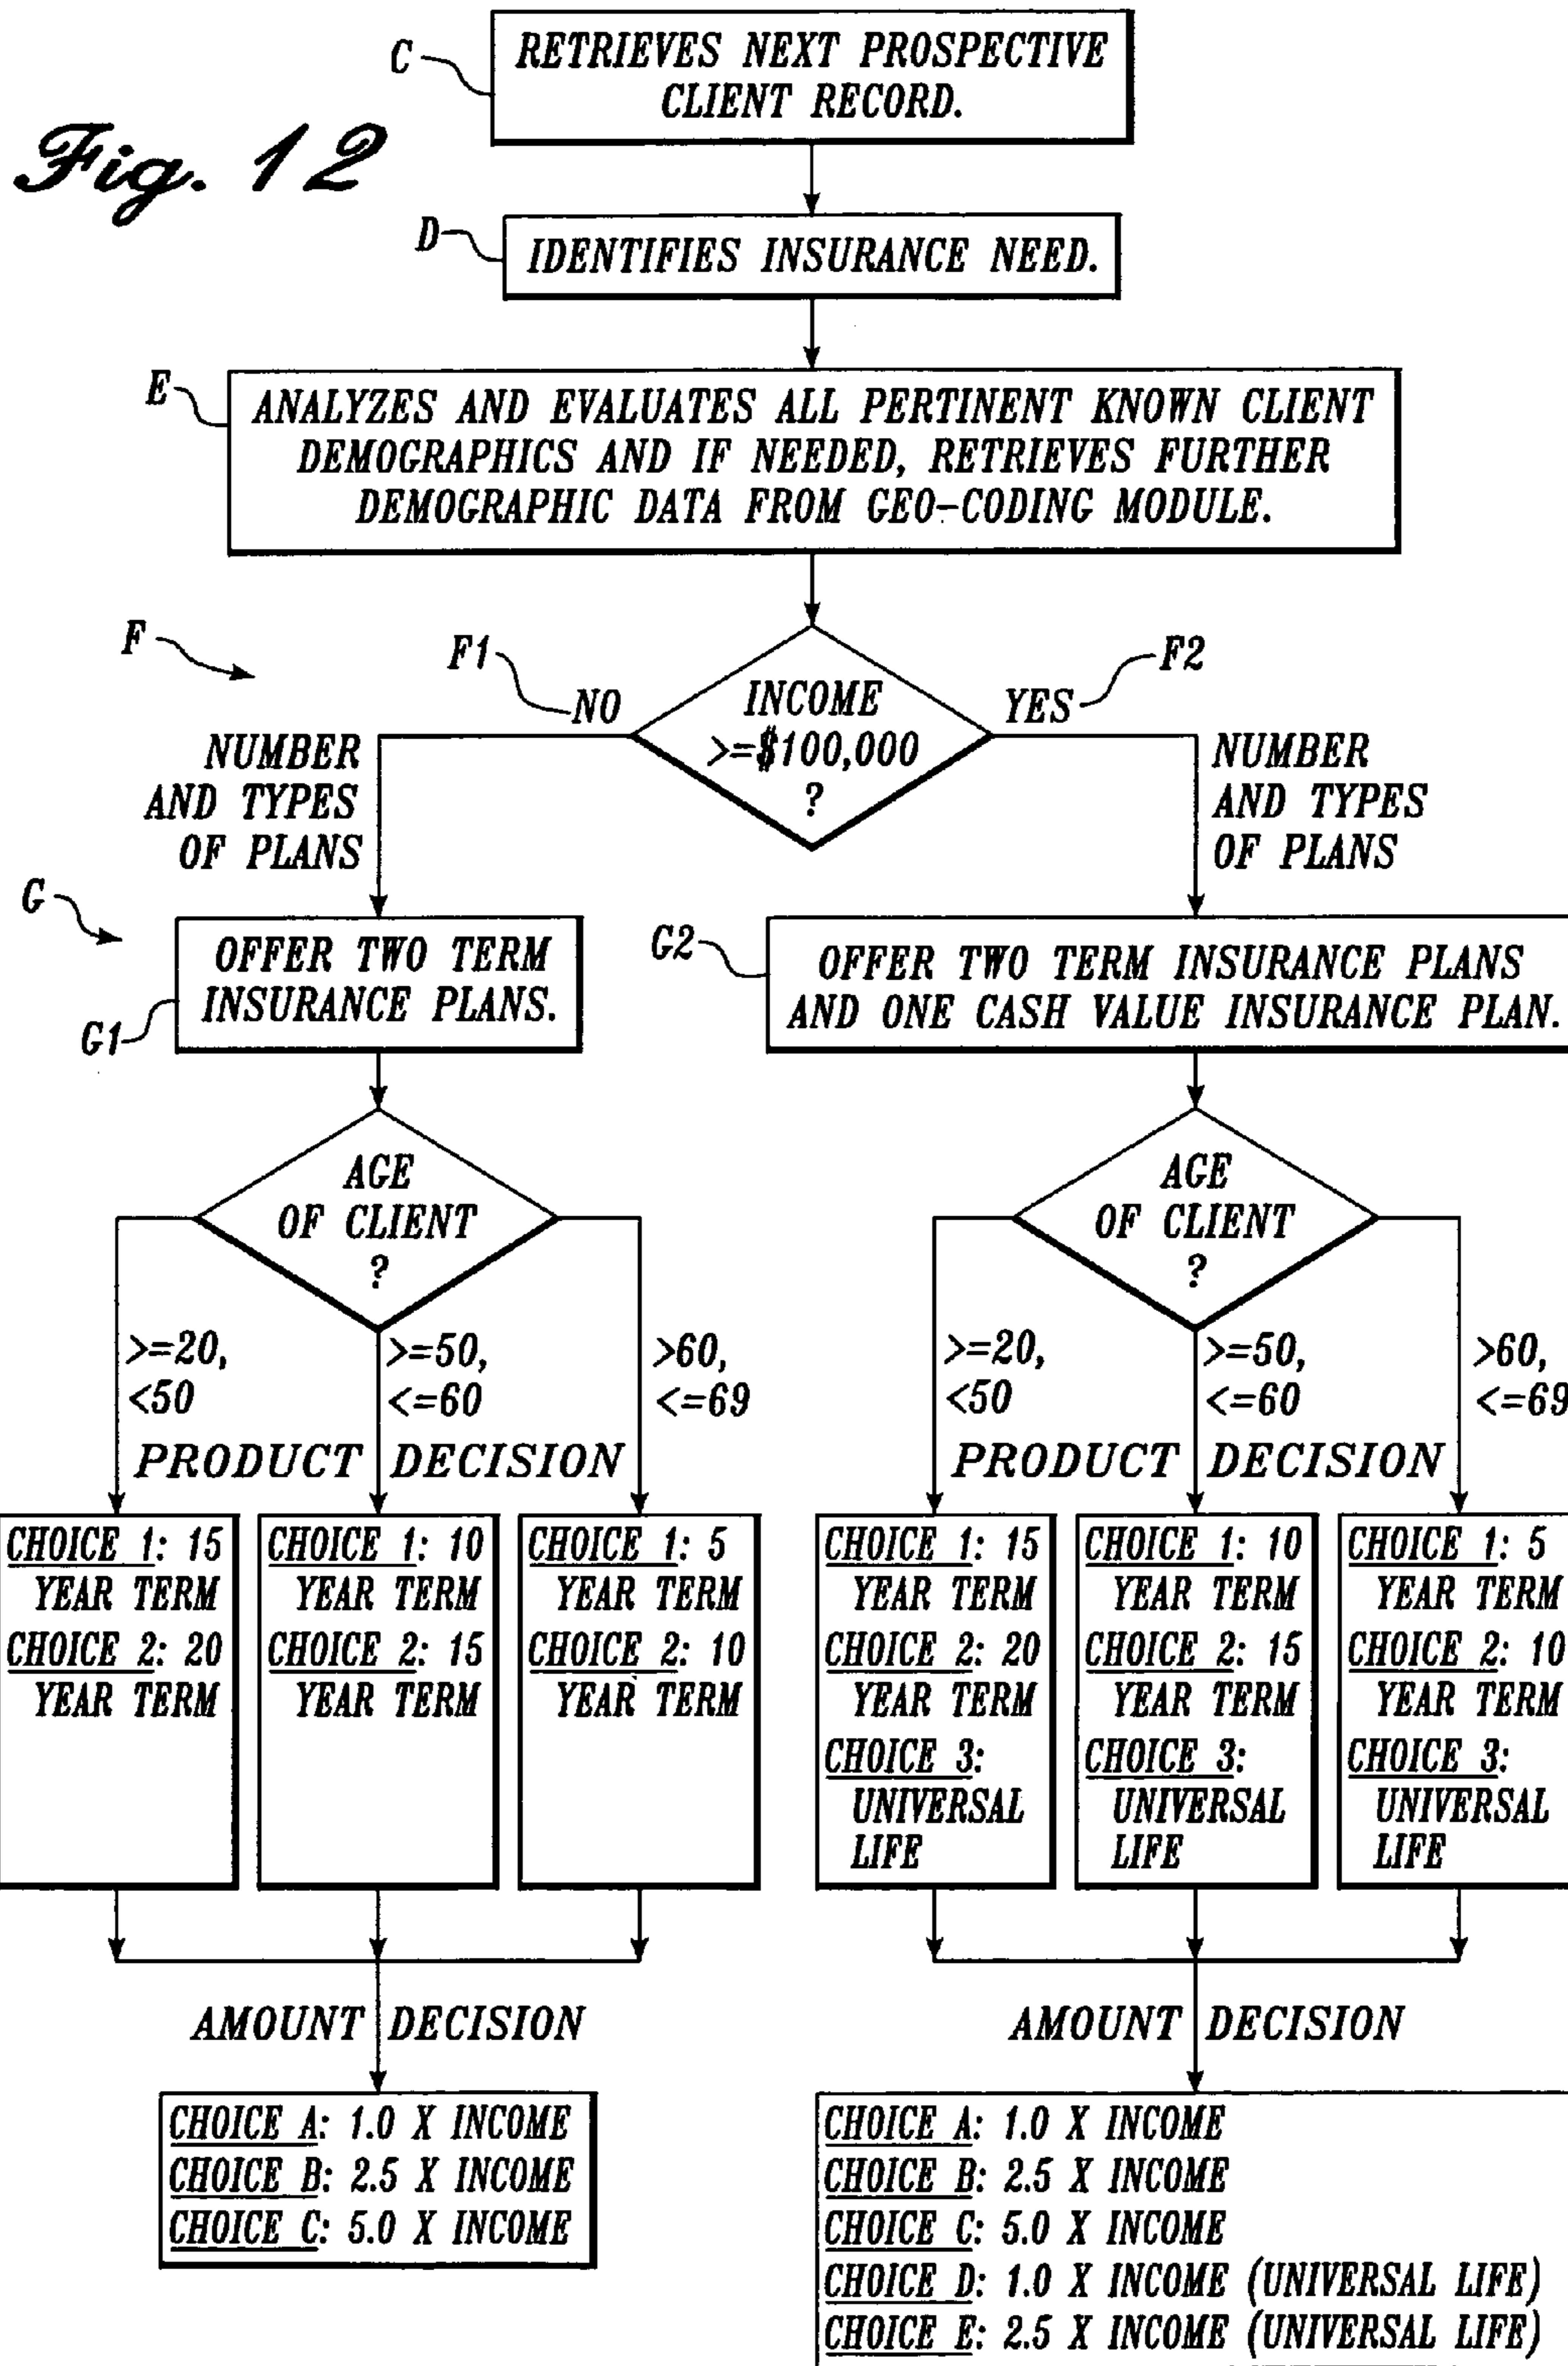 Fig. 12
C
RETRIEVES NEXT PROSPECTIVE
CLIENT RECORD.
D
IDENTIFIES INSURANCE NEED.
E
ANALYZES AND EVALUATES ALL PERTINENT KNOWN CLIENT
DEMOGRAPHICS AND IF NEEDED, RETRIEVES FURTHER
DEMOGRAPHIC DATA FROM GEO-CODING MODULE.
F
F1
NO
INCOME
>=$100,000
?
YES
F2
NUMBER
AND TYPES
OF PLANS
NUMBER
AND TYPES
OF PLANS
G
G1
OFFER TWO TERM
INSURANCE PLANS.
G2
OFFER TWO TERM INSURANCE PLANS
AND ONE CASH VALUE INSURANCE PLAN.
AGE
OF CLIENT
?
>=20,
<50
>=50,
<=60
>60,
<=69
PRODUCT DECISION
CHOICE 1: 15
YEAR TERM
CHOICE 2: 20
YEAR TERM
CHOICE 1: 10
YEAR TERM
CHOICE 2: 15
YEAR TERM
CHOICE 1: 5
YEAR TERM
CHOICE 2: 10
YEAR TERM
AMOUNT DECISION
CHOICE A: 1.0 X INCOME
CHOICE B: 2.5 X INCOME
CHOICE C: 5.0 X INCOME
AGE
OF CLIENT
?
>=20,
<50
>=50,
<=60
>60,
<=69
PRODUCT DECISION
CHOICE 1: 15
YEAR TERM
CHOICE 2: 20
YEAR TERM
CHOICE 3:
UNIVERSAL
LIFE
CHOICE 1: 10
YEAR TERM
CHOICE 2: 15
YEAR TERM
CHOICE 3:
UNIVERSAL
LIFE
CHOICE 1: 5
YEAR TERM
CHOICE 2: 10
YEAR TERM
CHOICE 3:
UNIVERSAL
LIFE
AMOUNT DECISION
CHOICE A: 1.0 X INCOME
CHOICE B: 2.5 X INCOME
CHOICE C: 5.0 X INCOME
CHOICE D: 1.0 X INCOME (UNIVERSAL LIFE)
CHOICE E: 2.5 X INCOME (UNIVERSAL LIFE)